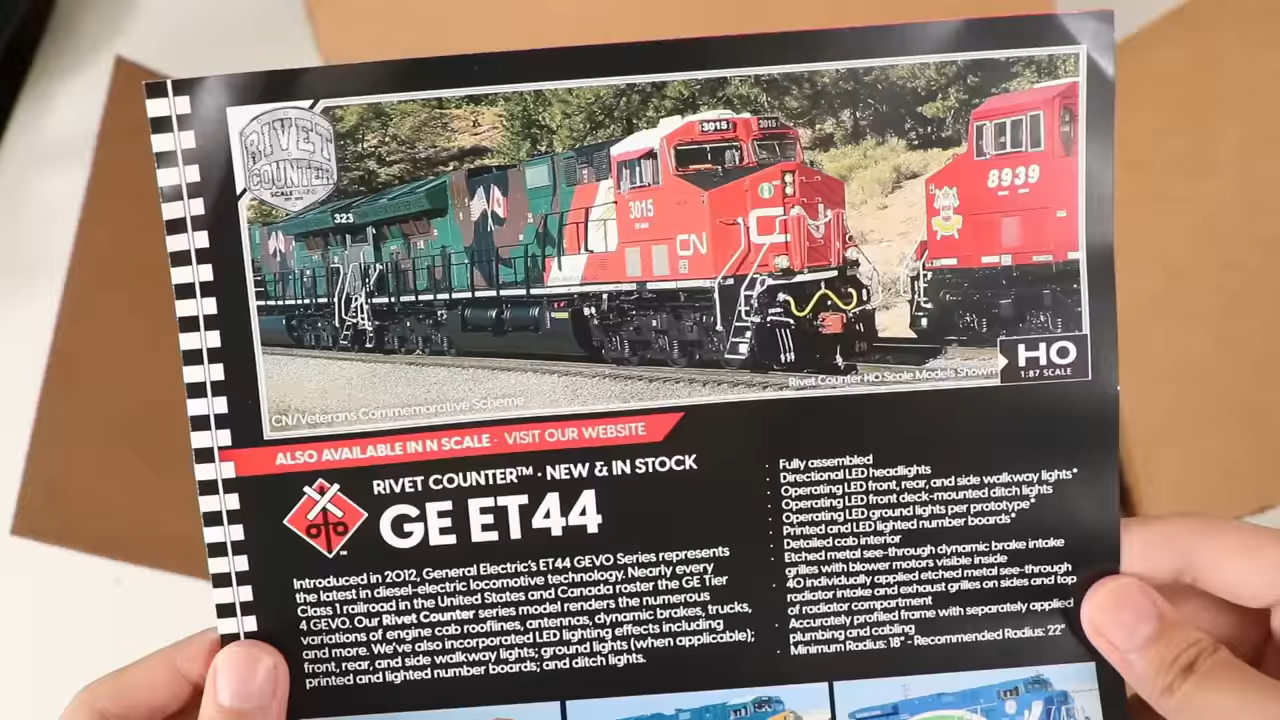 RIVET
COUNTER
SCALETRAINS
323
3015
3015
3015
CN
CN
8939
HO
1:87 SCALE
Rivet Counter HO Scale Models Shown
CN/Veterans Commemorative Scheme
ALSO AVAILABLE IN N SCALE - VISIT OUR WEBSITE
RIVET COUNTER™ · NEW & IN STOCK
GE ET44
Introduced in 2012, General Electric's ET44 GEVO Series represents
the latest in diesel-electric locomotive technology. Nearly every
Class 1 railroad in the United States and Canada roster the GE Tier
4 GEVO. Our Rivet Counter series model renders the numerous
variations of engine cab rooflines, antennas, dynamic brakes, trucks,
and more. We've also incorporated LED lighting effects including
front, rear, and side walkway lights; ground lights (when applicable);
printed and lighted number boards; and ditch lights.
· Fully assembled
· Directional LED headlights
· Operating LED front, rear, and side walkway lights*
· Operating LED front deck-mounted ditch lights
· Operating LED ground lights per prototype*
· Printed and LED lighted number boards*
· Detailed cab interior
· Etched metal see-through dynamic brake intake
grilles with blower motors visible inside
· 40 individually applied etched metal see-through
radiator intake and exhaust grilles on sides and top
of radiator compartment
· Accurately profiled frame with separately applied
plumbing and cabling
· Minimum Radius: 18" - Recommended Radius: 22"